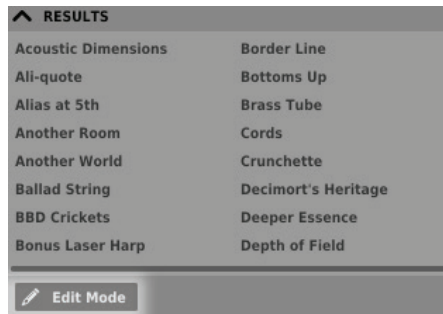 RESULTS
Acoustic Dimensions
Ali-quote
Alias at 5th
Another Room
Another World
Ballad String
BBD Crickets
Bonus Laser Harp
Border Line
Bottoms Up
Brass Tube
Cords
Crunchette
Decimort's Heritage
Deeper Essence
Depth of Field
Edit Mode